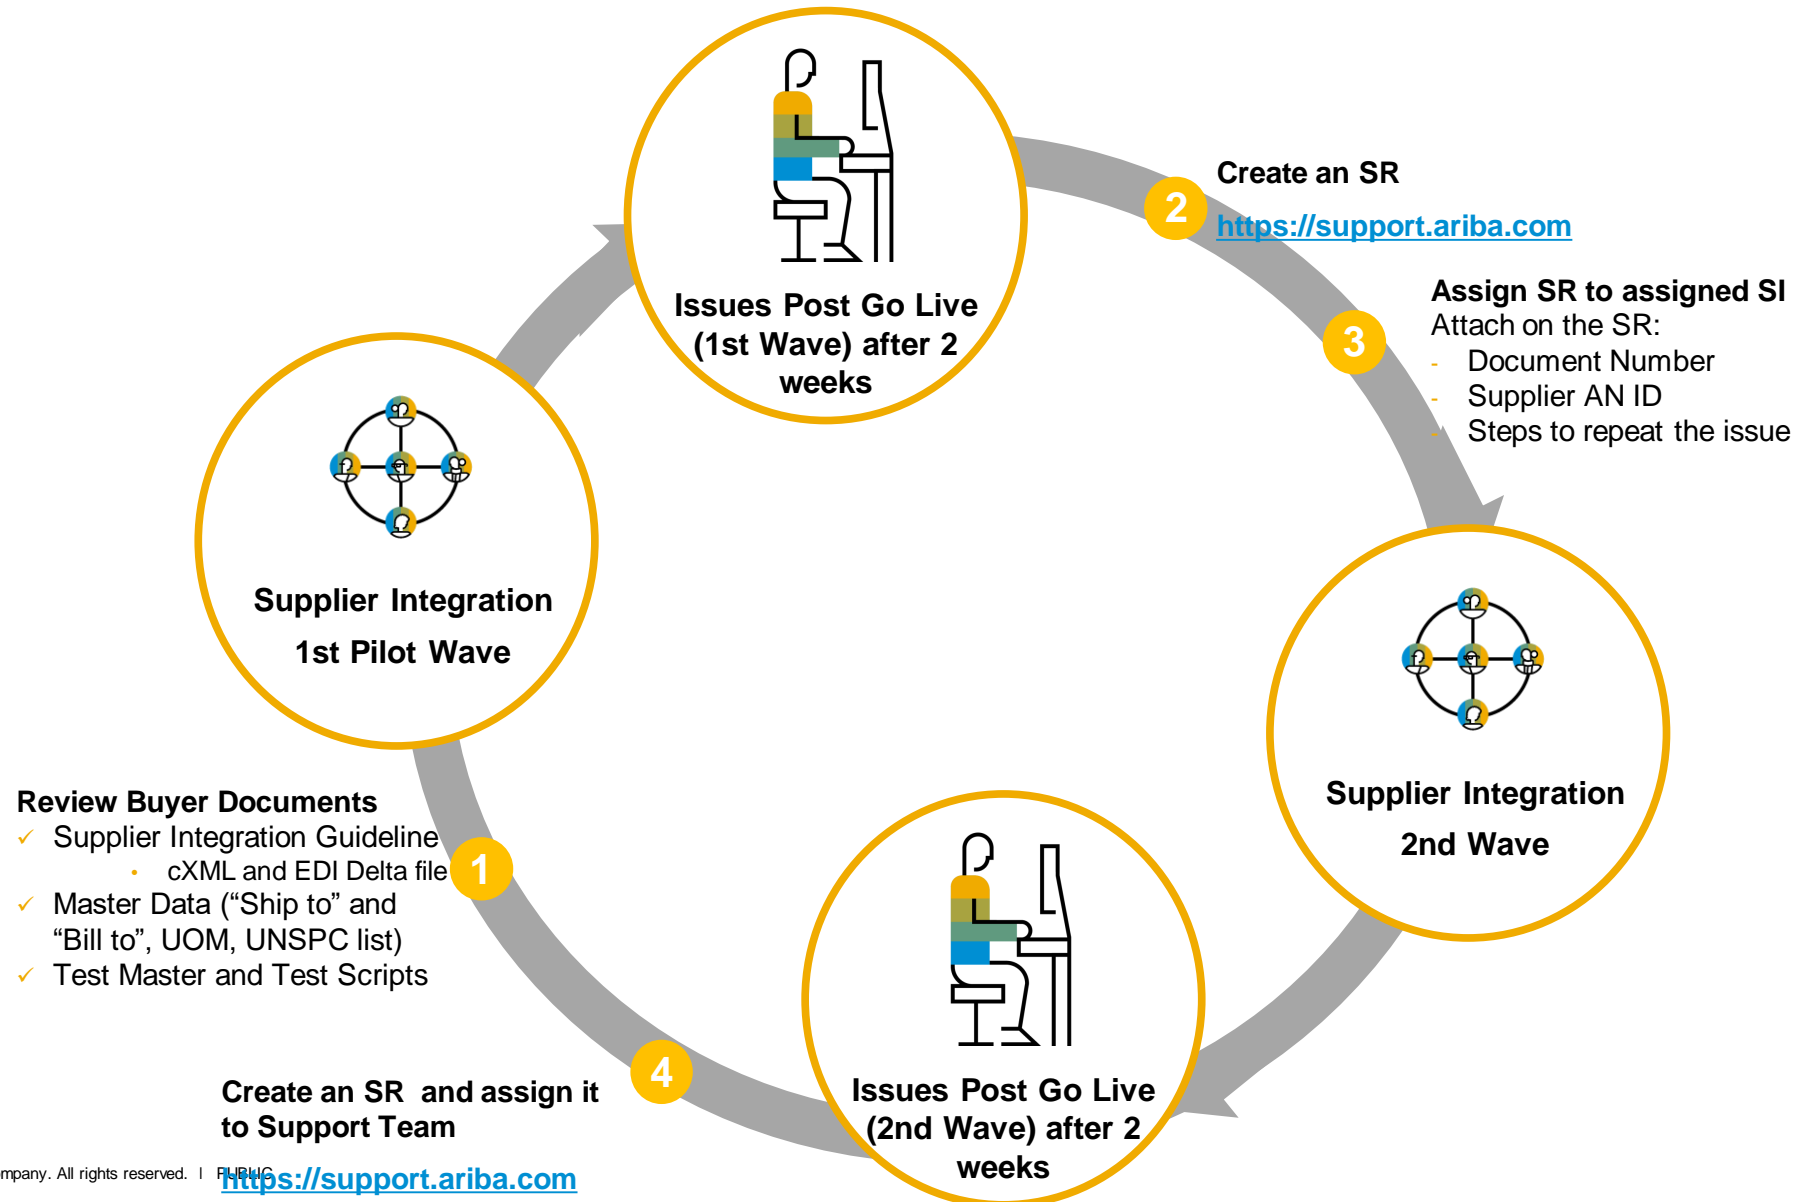 Issues Post Go Live
(1st Wave) after 2
weeks
2
Create an SR
https://support.ariba.com
3
Assign SR to assigned SI
Attach on the SR:
- Document Number
- Supplier AN ID
- Steps to repeat the issue
Supplier Integration
1st Pilot Wave
Supplier Integration
2nd Wave
Review Buyer Documents
✓ Supplier Integration Guideline
• cXML and EDI Delta file
✓ Master Data (“Ship to” and
“Bill to”, UOM, UNSPC list)
✓ Test Master and Test Scripts
1
4
Create an SR and assign it
to Support Team
https://support.ariba.com
Issues Post Go Live
(2nd Wave) after 2
weeks
mpany. All rights reserved. | PUBLIC